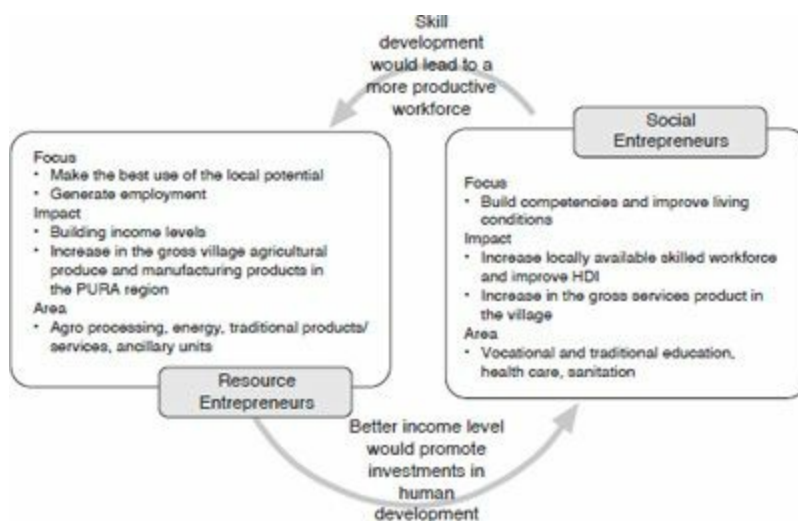 Skill
development
would lead to a
more productive
workforce
Social
Entrepreneurs
Focus
• Make the best use of the local potential
• Generate employment
Impact
• Building income levels
• Increase in the gross village agricultural
produce and manufacturing products in
the PURA region
Area
• Agro processing, energy, traditional products/
services, ancillary units
Resource
Entrepreneurs
Focus
• Build competencies and improve living
conditions
Impact
• Increase locally available skilled workforce
and improve HDI
• Increase in the gross services product in
the village
Area
• Vocational and traditional education,
health care, sanitation
Better income level
would promote
investments in
human
development